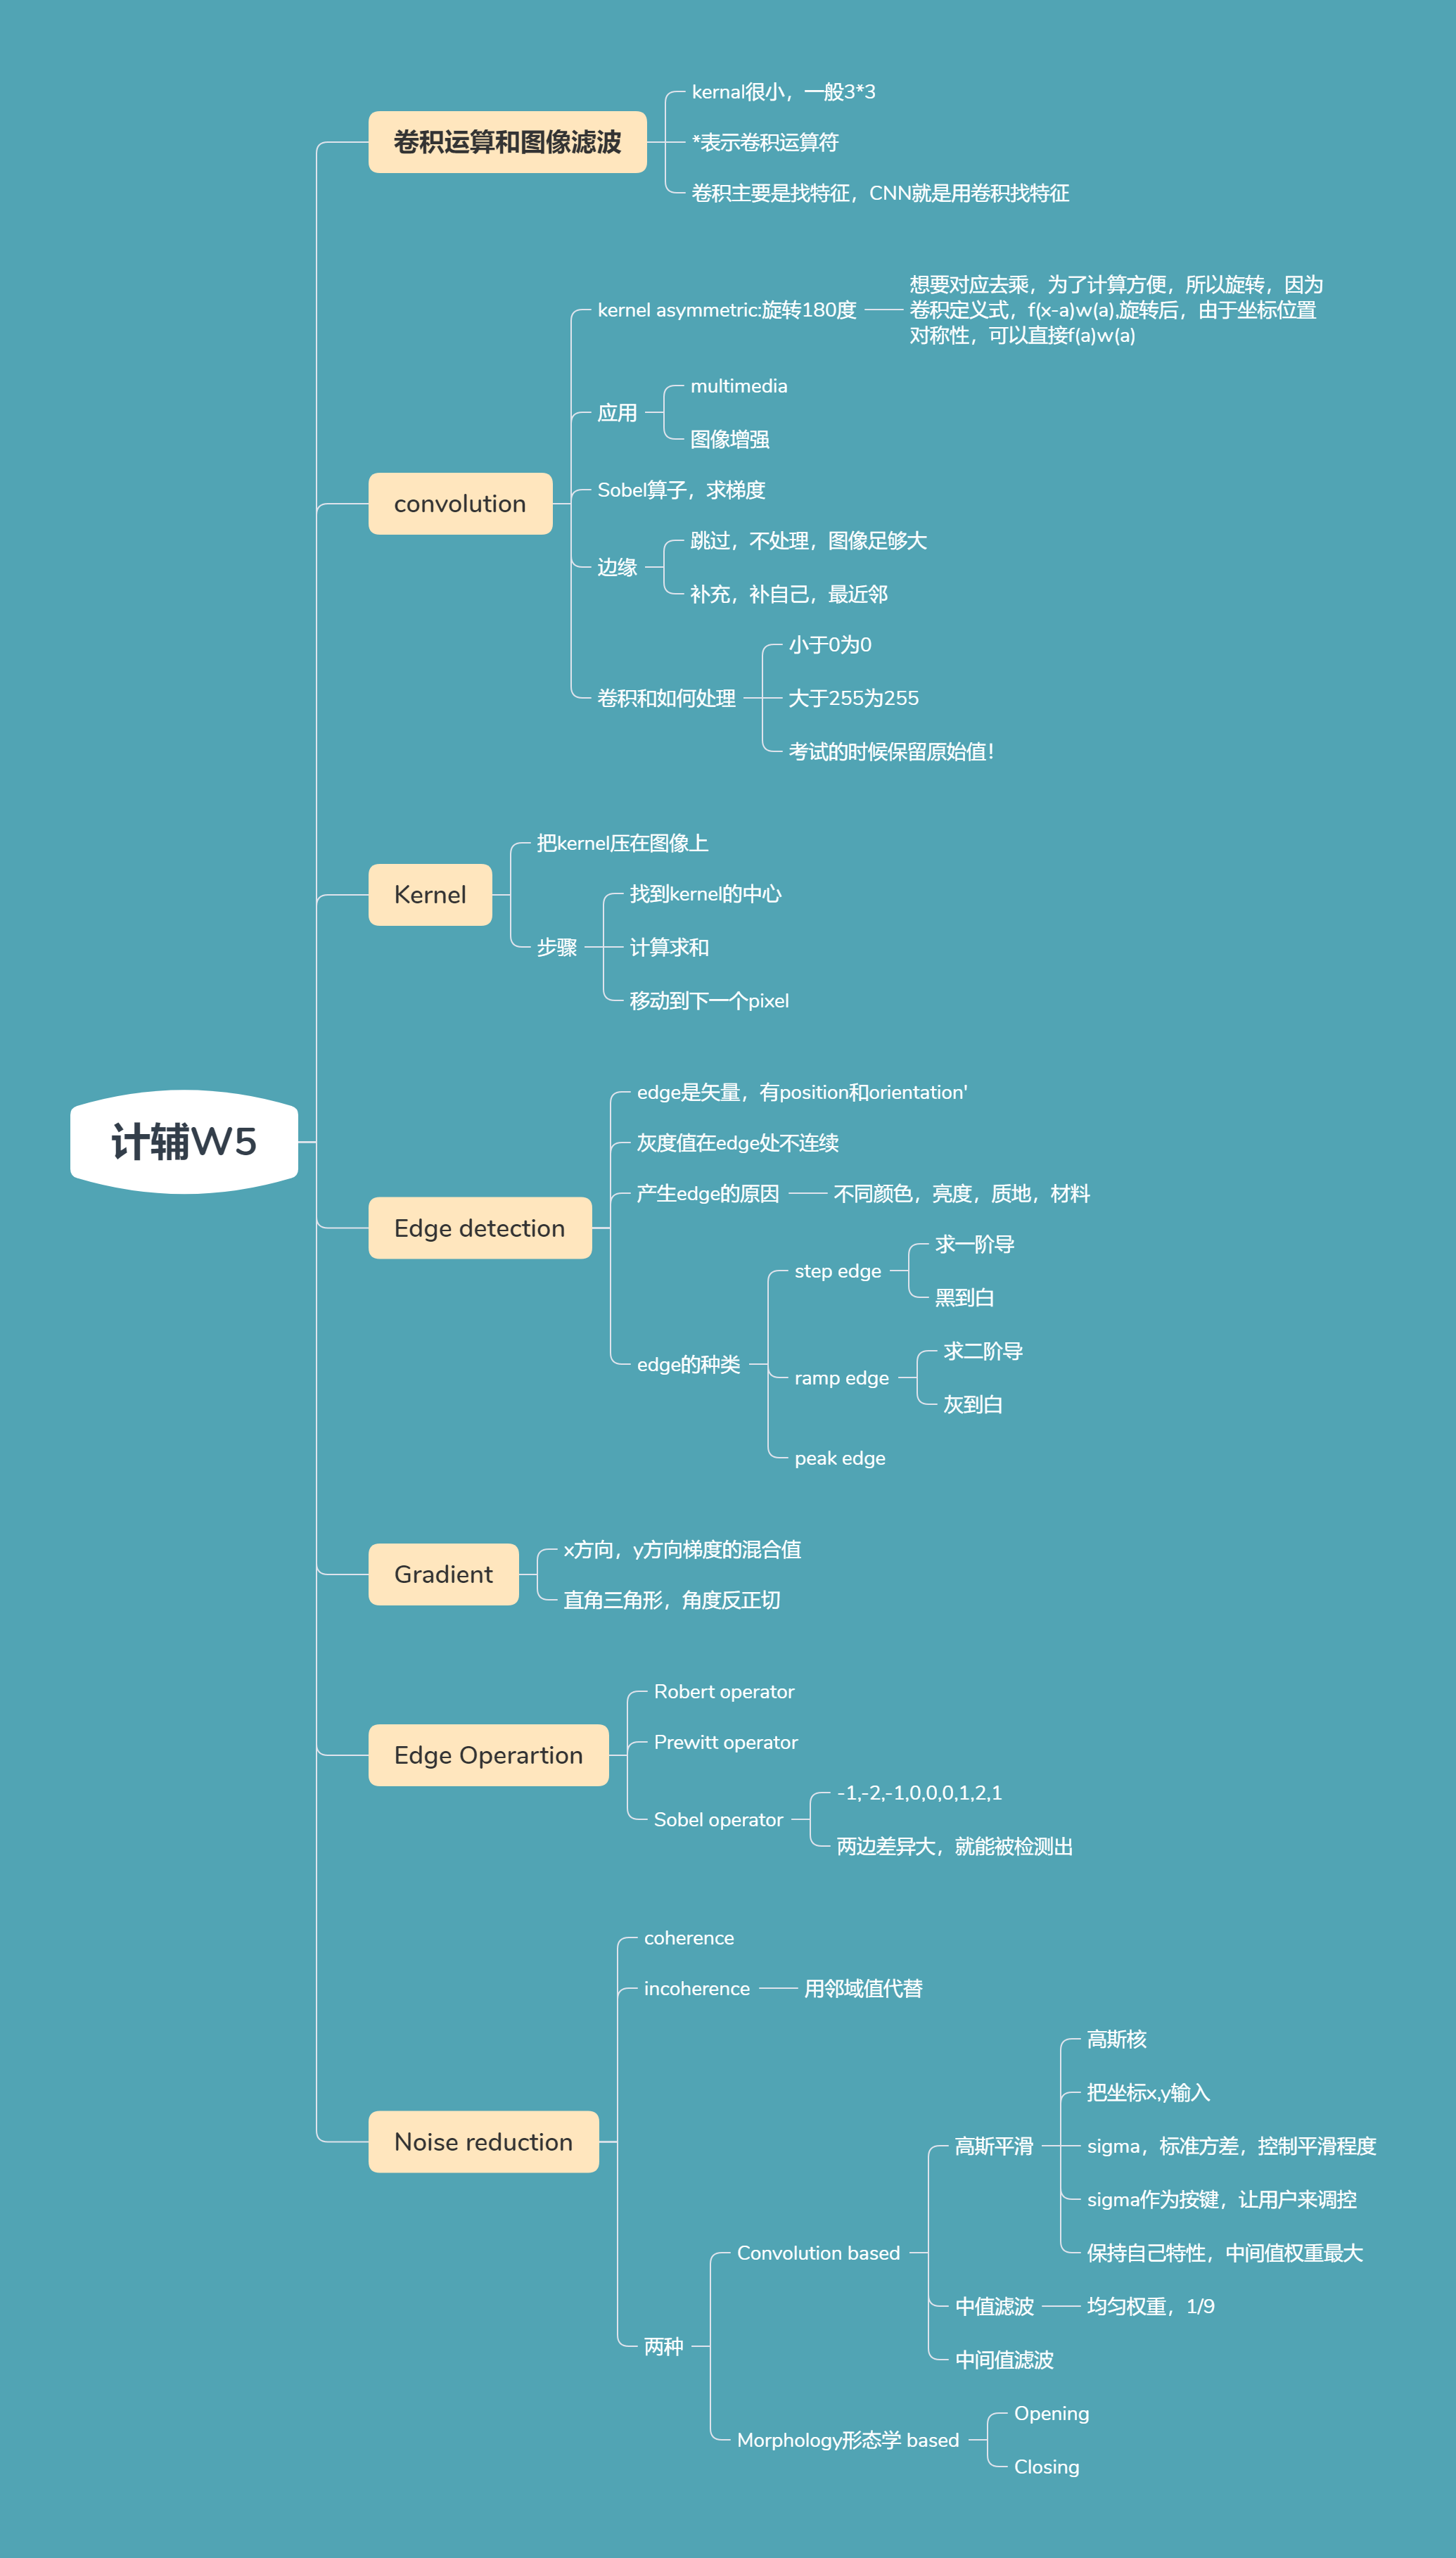 计辅W5
卷积运算和图像滤波
kernal很小，一般3*3
*表示卷积运算符
卷积主要是找特征，CNN就是用卷积找特征
convolution
kernel asymmetric:旋转180度
想要对应去乘，为了计算方便，所以旋转，因为
卷积定义式，f(x-a)w(a),旋转后，由于坐标位置
对称性，可以直接f(a)w(a)
应用
multimedia
图像增强
Sobel算子，求梯度
边缘
跳过，不处理，图像足够大
补充，补自己，最近邻
卷积和如何处理
小于0为0
大于255为255
考试的时候保留原始值！
Kernel
把kernel压在图像上
步骤
找到kernel的中心
计算求和
移动到下一个pixel
Edge detection
edge是矢量，有position和orientation'
灰度值在edge处不连续
产生edge的原因
不同颜色，亮度，质地，材料
edge的种类
step edge
求一阶导
黑到白
ramp edge
求二阶导
灰到白
peak edge
Gradient
x方向，y方向梯度的混合值
直角三角形，角度反正切
Edge Operartion
Robert operator
Prewitt operator
Sobel operator
-1,-2,-1,0,0,0,1,2,1
两边差异大，就能被检测出
Noise reduction
coherence
incoherence
用邻域值代替
两种
Convolution based
高斯平滑
高斯核
把坐标x,y输入
sigma，标准方差，控制平滑程度
sigma作为按键，让用户来调控
保持自己特性，中间值权重最大
中值滤波
均匀权重，1/9
中间值滤波
Morphology形态学 based
Opening
Closing